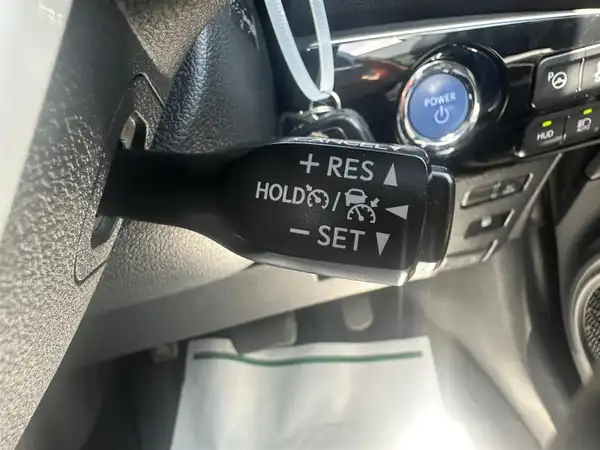 + RES ▲
HOLD / ◀
− SET ▼
POWER
P
HUD